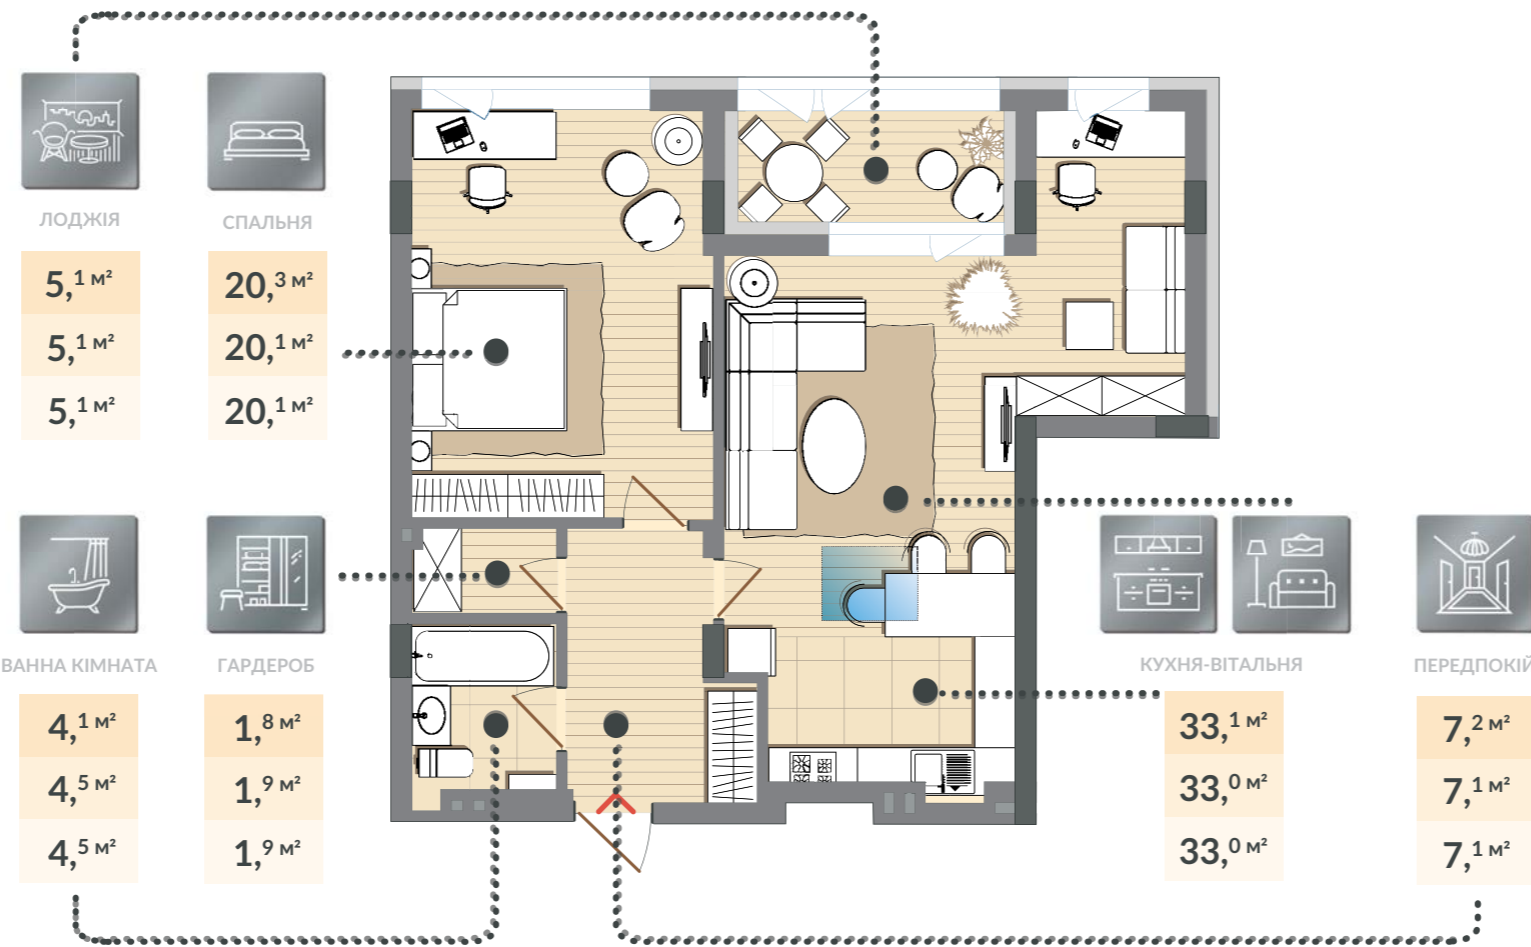 ЛОДЖІЯ
5,1 м²
5,1 м²
5,1 м²
СПАЛЬНЯ
20,3 м²
20,1 м²
20,1 м²
ВАННА КІМНАТА
4,1 м²
4,5 м²
4,5 м²
ГАРДЕРОБ
1,8 м²
1,9 м²
1,9 м²
КУХНЯ-ВІТАЛЬНЯ
33,1 м²
33,0 м²
33,0 м²
ПЕРЕДПОКІЙ
7,2 м²
7,1 м²
7,1 м²